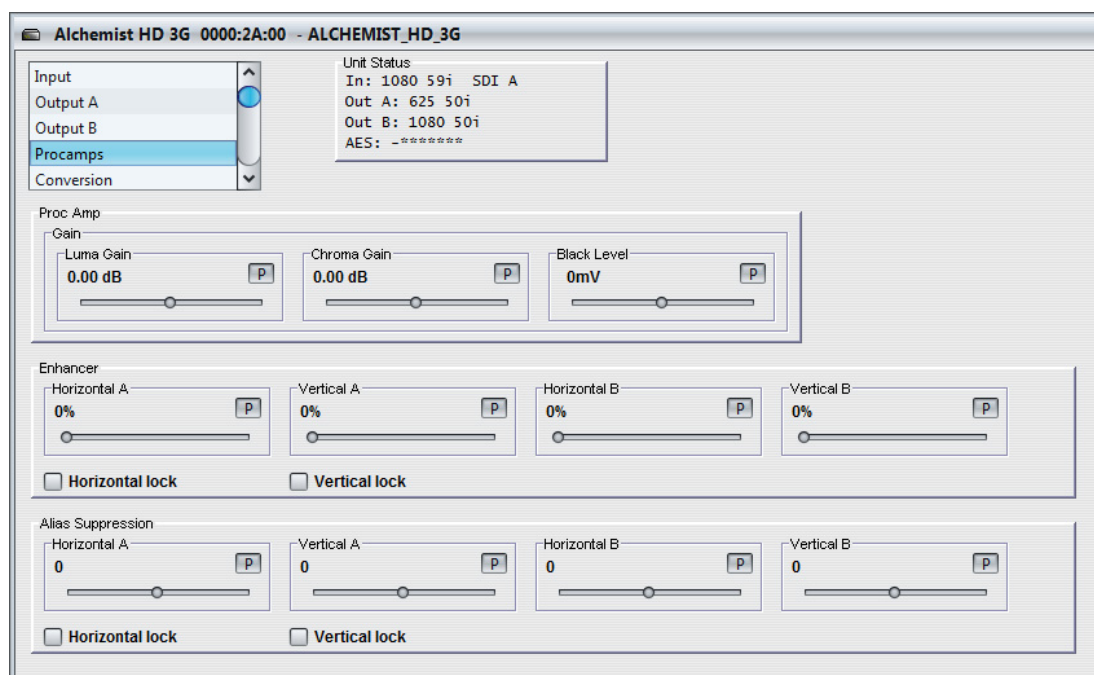 Alchemist HD 3G 0000:2A:00 - ALCHEMIST_HD_3G
Input
Output A
Output B
Procamps
Conversion
Unit Status
In: 1080 59i SDI A
Out A: 625 50i
Out B: 1080 50i
AES: -*******
Proc Amp
Gain
Luma Gain
0.00 dB P
Chroma Gain
0.00 dB P
Black Level
0mV P
Enhancer
Horizontal A
0% P
Vertical A
0% P
Horizontal B
0% P
Vertical B
0% P
Horizontal lock
Vertical lock
Alias Suppression
Horizontal A
0 P
Vertical A
0 P
Horizontal B
0 P
Vertical B
0 P
Horizontal lock
Vertical lock